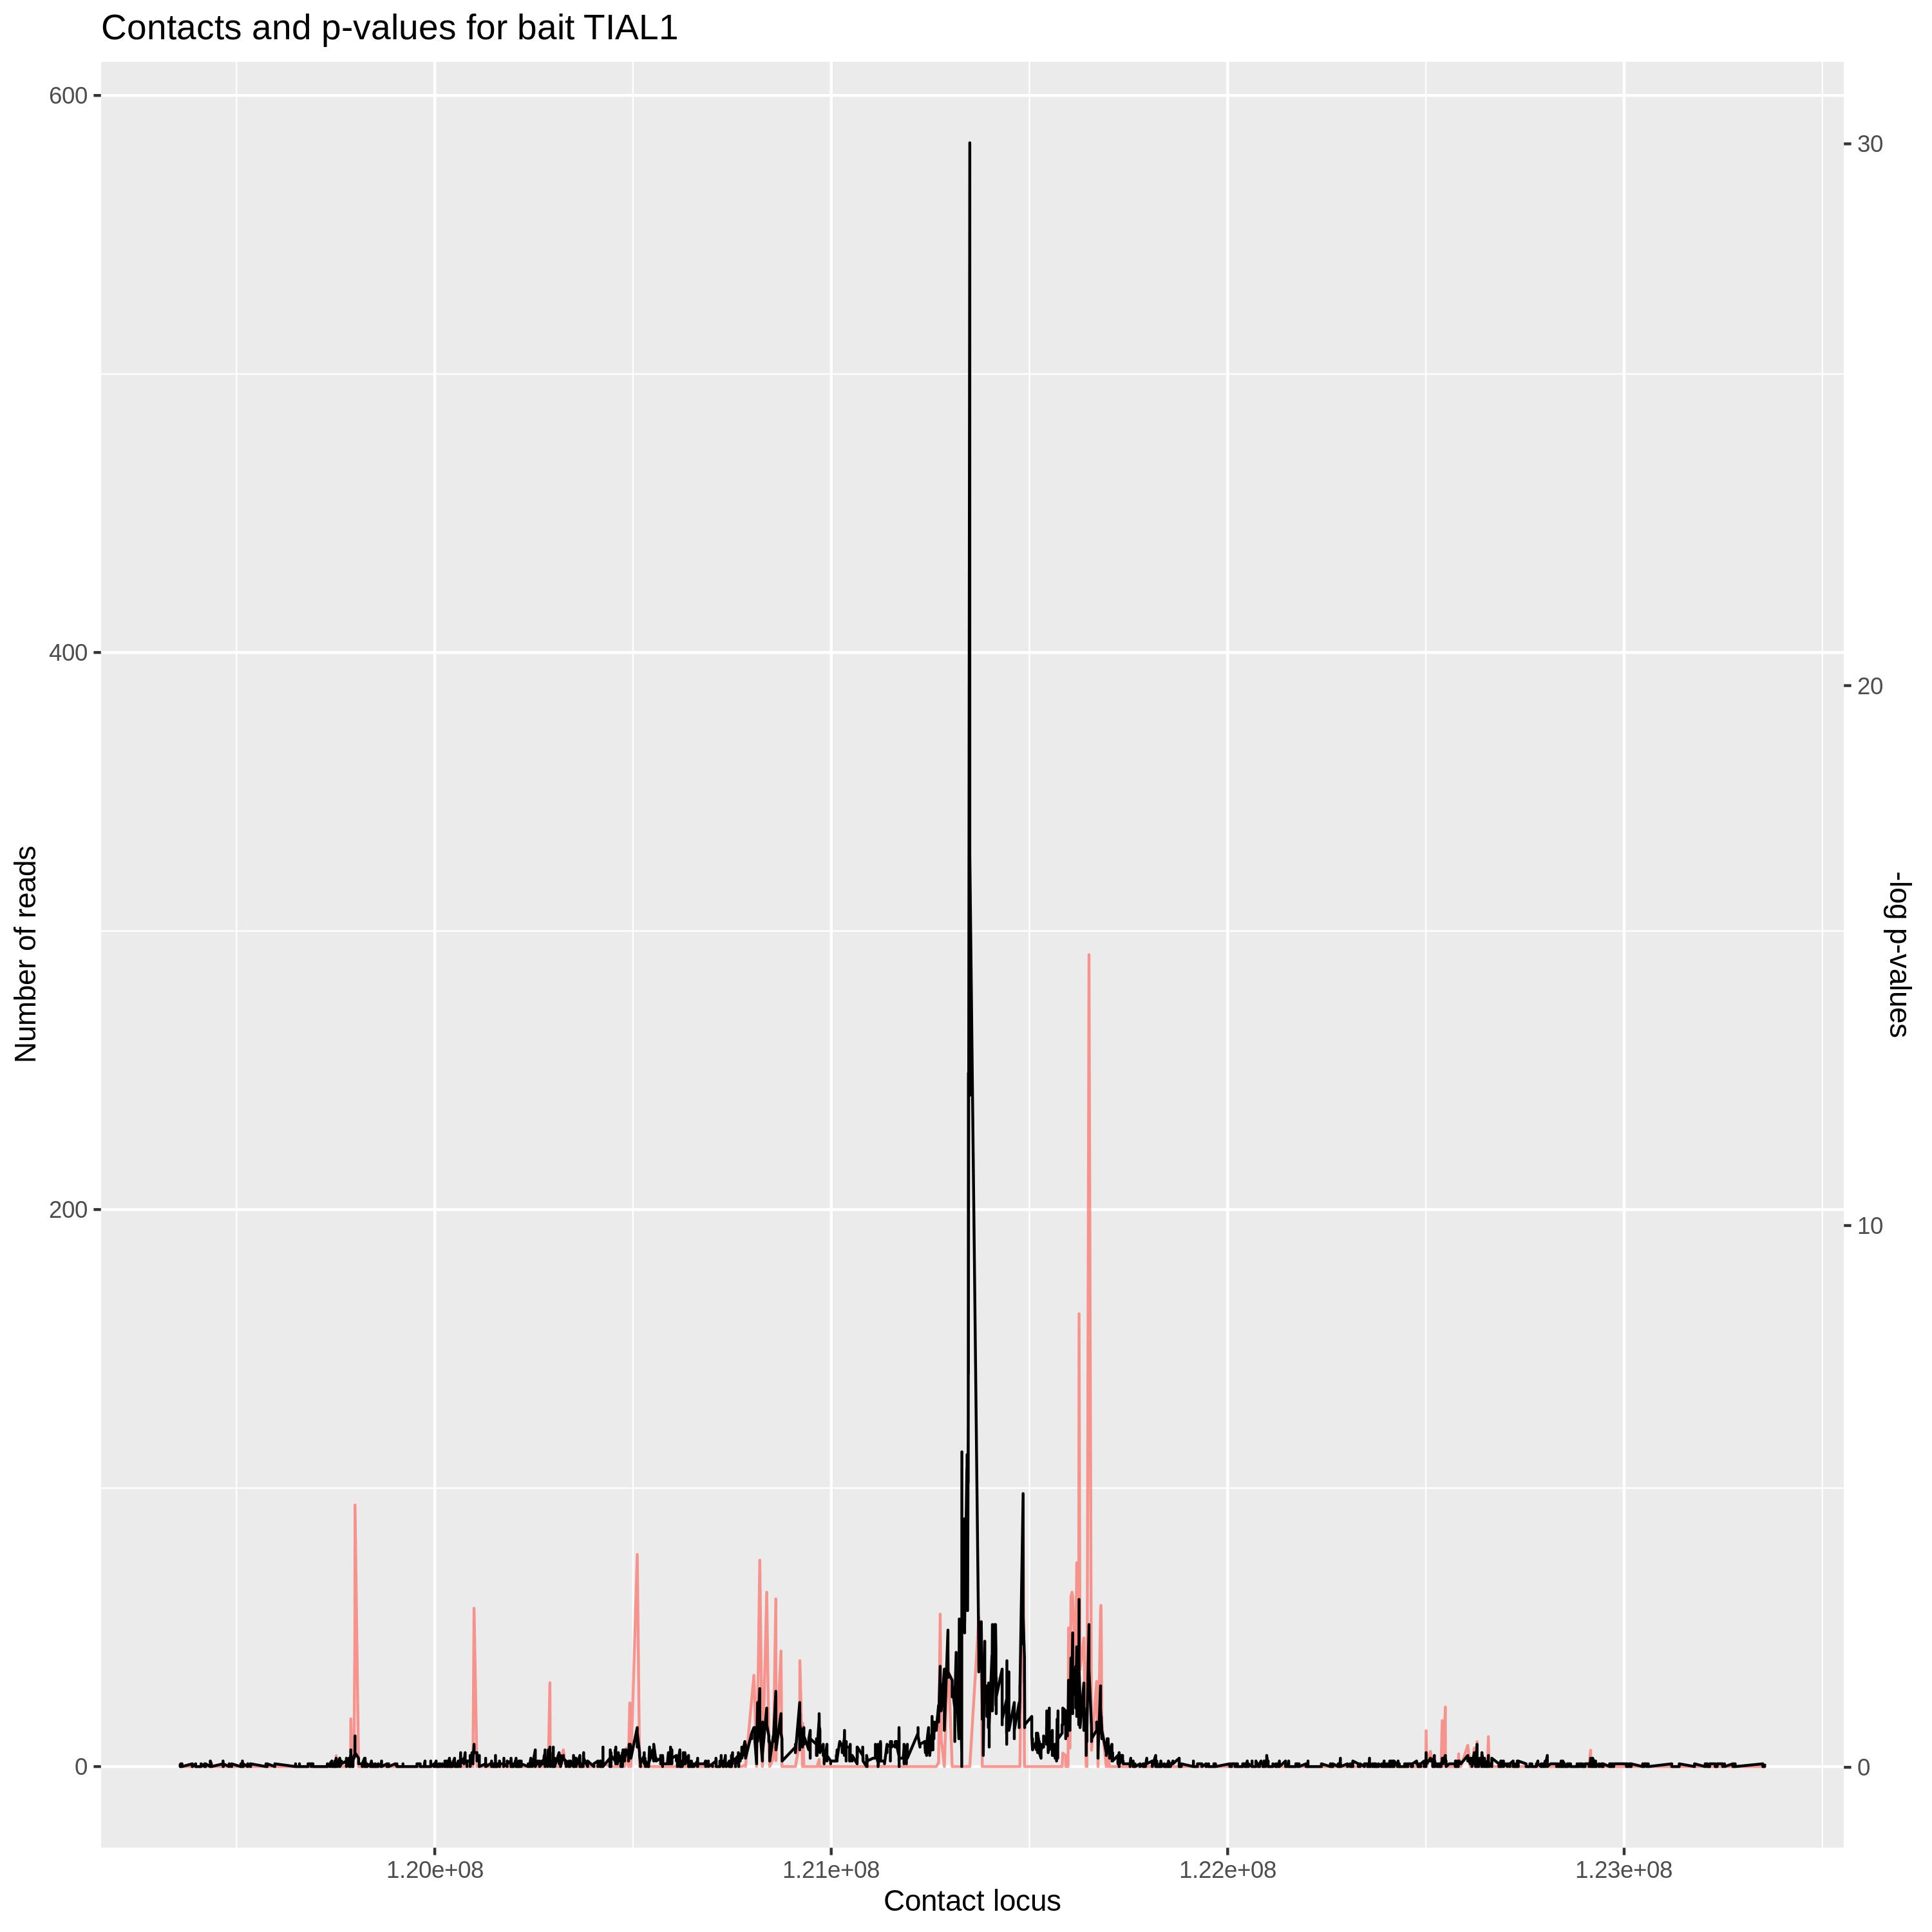 Contacts and p-values for bait TIAL1
600
400
200
0
Number of reads
30
20
10
0
-log p-values
1.20e+08
1.21e+08
1.22e+08
1.23e+08
Contact locus